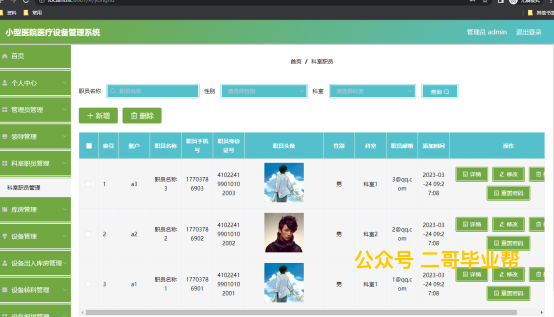 资料 常用
小型医院医疗设备管理系统
管理员 admin 退出登录
首页
个人中心
管理员管理
科室职员管理
科室职员管理
库房管理
设备管理
设备出入库房管理
设备耗料管理
首页 / 科室职员
职员名称 职员名称 性别 请选择性别 科室 请选择科室 查询
+ 新增 删除
索引 账户 职员名称 职员手机号 职员身份证号 职员头像 性别 科室 职员邮箱 添加时间 操作
1 a3 职员名称3 17703786903 410224199010102003 男 科室1 3@qq.com 2023-03-24 09:27:08 详情 修改 重置密码
2 a2 职员名称2 17703786902 410224199010102002 男 科室2 2@qq.com 2023-03-24 09:27:08 详情 修改 重置密码
3 a1 职员名称1 17703786901 410224199010102001 男 科室1 1@qq.com 2023-03-24 09:27:08 详情 修改 重置密码
公众号 二哥毕业帮